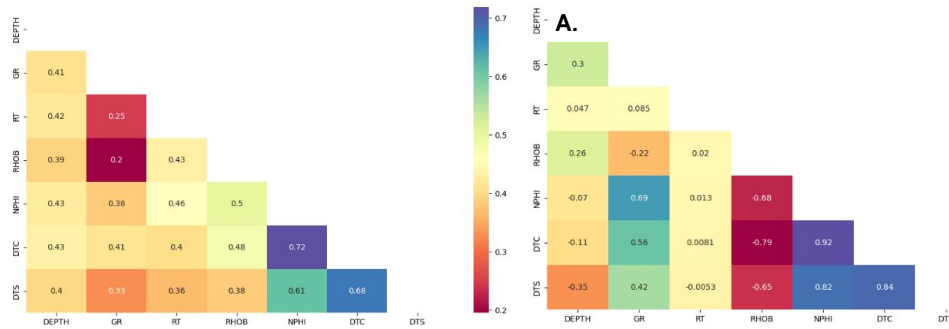 A.
DEPTH
GR 0.41
RT 0.42 0.25
RHOB 0.39 0.2 0.43
NPHI 0.43 0.38 0.46 0.5
DTC 0.43 0.41 0.4 0.48 0.72
DTS 0.4 0.33 0.36 0.38 0.61 0.68
DEPTH GR RT RHOB NPHI DTC DTS
0.7
0.6
0.5
0.4
0.3
0.2
DEPTH
GR 0.3
RT 0.047 0.085
RHOB 0.26 -0.22 0.02
NPHI -0.07 0.69 0.013 -0.68
DTC -0.11 0.56 0.0081 -0.79 0.92
DTS -0.35 0.42 -0.0053 -0.65 0.82 0.84
DEPTH GR RT RHOB NPHI DTC